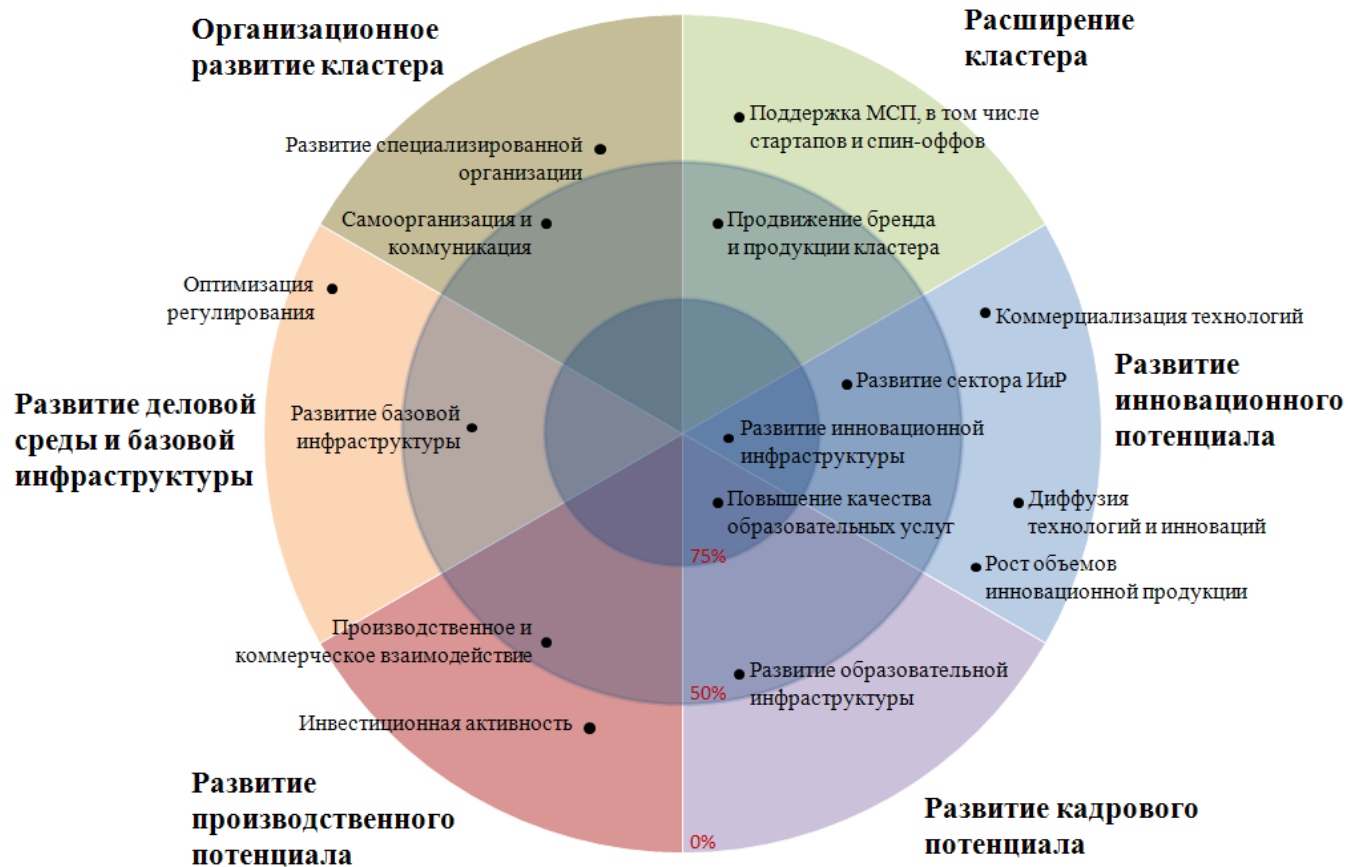 Организационное
развитие кластера
Расширение
кластера
Поддержка МСП, в том числе
стартапов и спин-оффов
Развитие специализированной
организации
Самоорганизация и
коммуникация
Продвижение бренда
и продукции кластера
Оптимизация
регулирования
Коммерциализация технологий
Развитие
инновационного
потенциала
Развитие сектора ИиР
Развитие деловой
среды и базовой
инфраструктуры
Развитие базовой
инфраструктуры
Развитие инновационной
инфраструктуры
Повышение качества
образовательных услуг
Диффузия
технологий и инноваций
75%
Рост объемов
инновационной продукции
Производственное и
коммерческое взаимодействие
Развитие образовательной
инфраструктуры
50%
Инвестиционная активность
Развитие
производственного
потенциала
Развитие кадрового
потенциала
0%